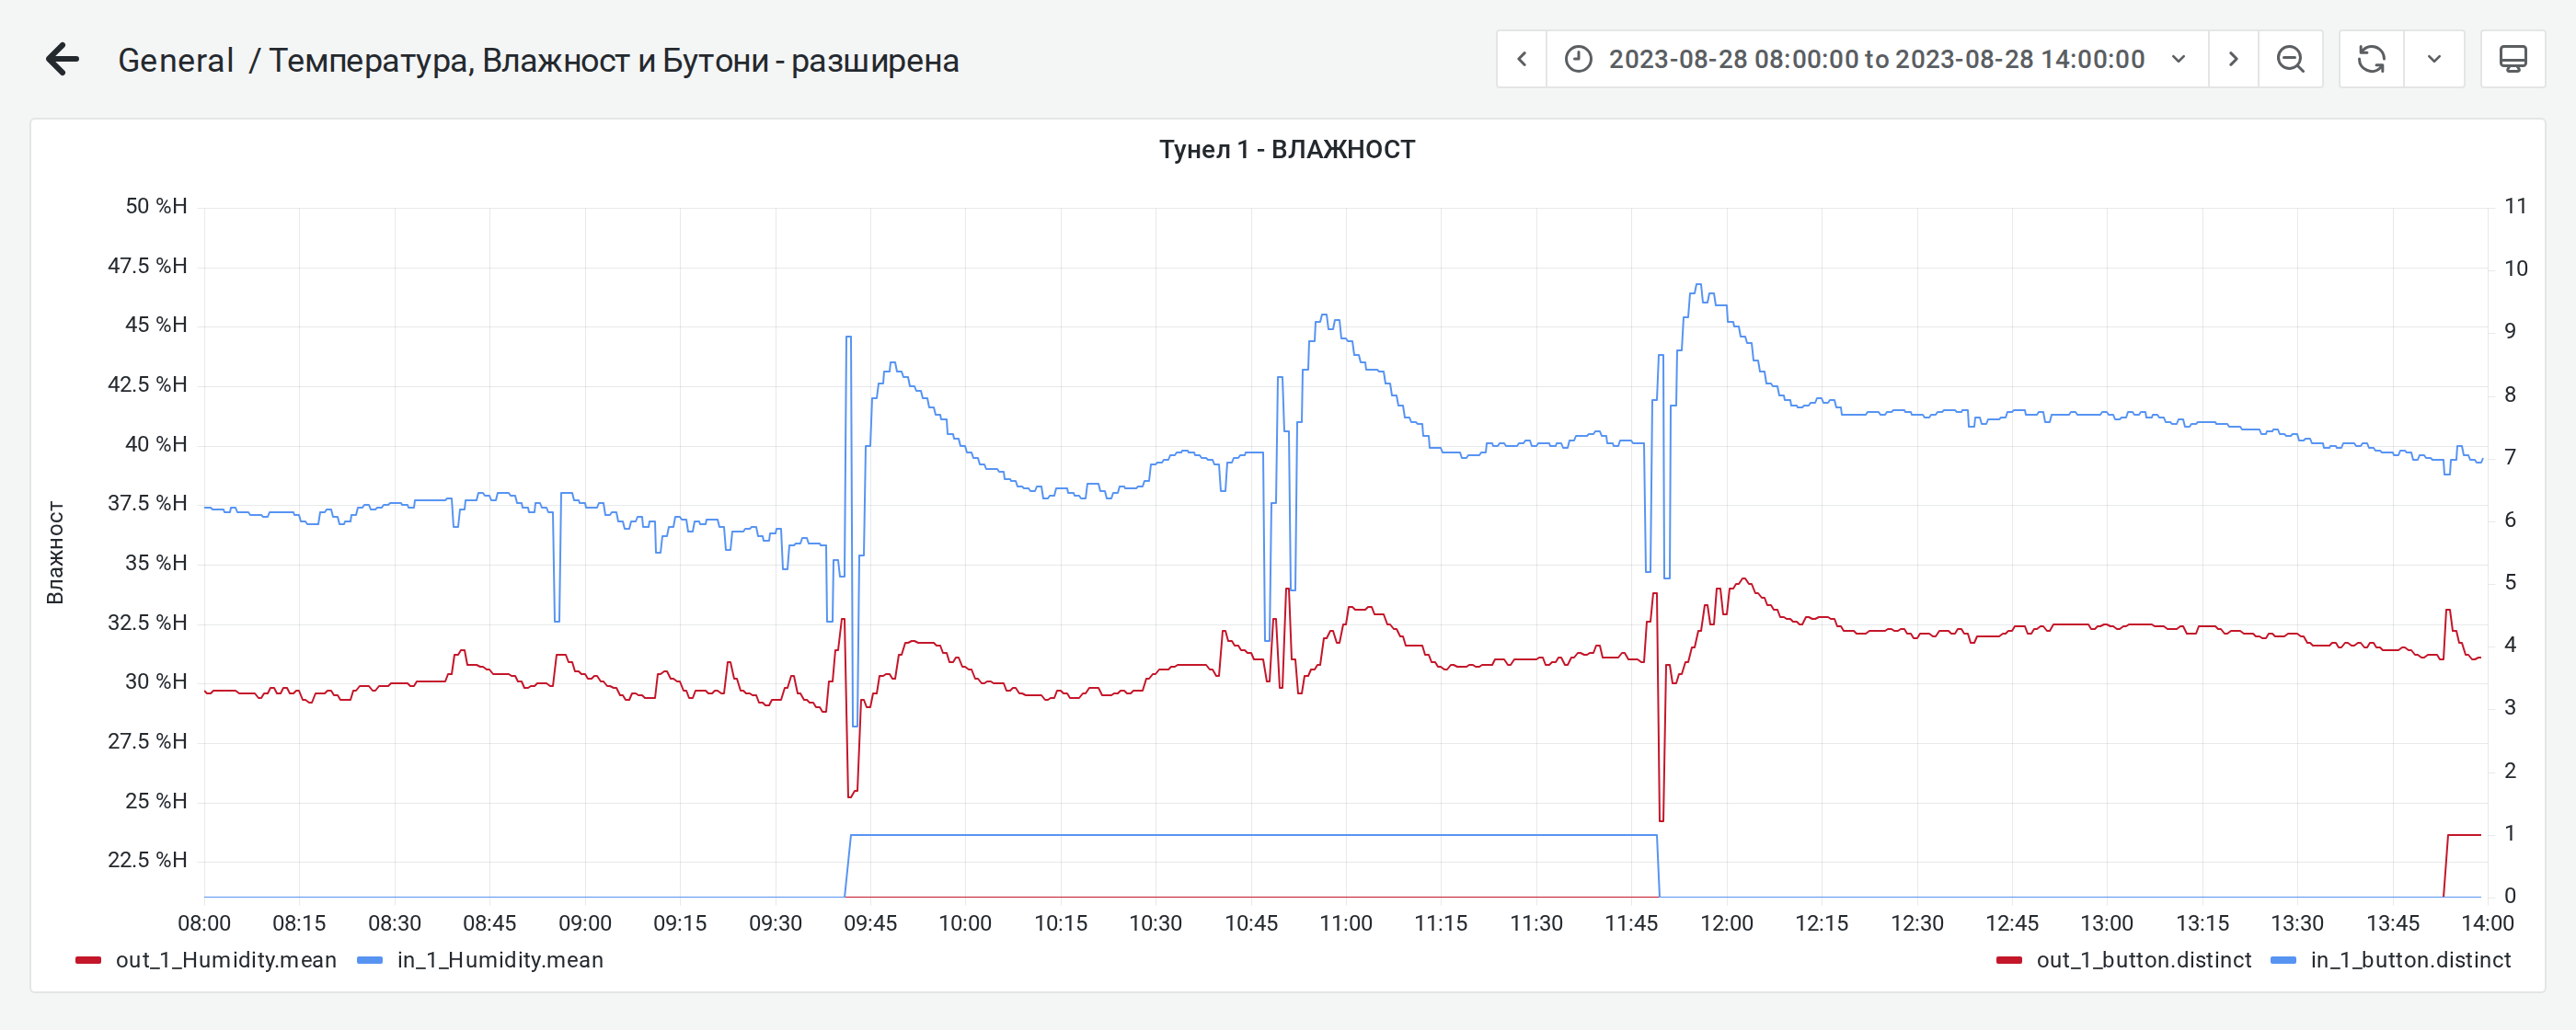 General / Температура, Влажност и Бутони - разширена
2023-08-28 08:00:00 to 2023-08-28 14:00:00
Тунел 1 - ВЛАЖНОСТ
Влажност
50 %H
47.5 %H
45 %H
42.5 %H
40 %H
37.5 %H
35 %H
32.5 %H
30 %H
27.5 %H
25 %H
22.5 %H
11
10
9
8
7
6
5
4
3
2
1
0
08:00 08:15 08:30 08:45 09:00 09:15 09:30 09:45 10:00 10:15 10:30 10:45 11:00 11:15 11:30 11:45 12:00 12:15 12:30 12:45 13:00 13:15 13:30 13:45 14:00
out_1_Humidity.mean in_1_Humidity.mean out_1_button.distinct in_1_button.distinct